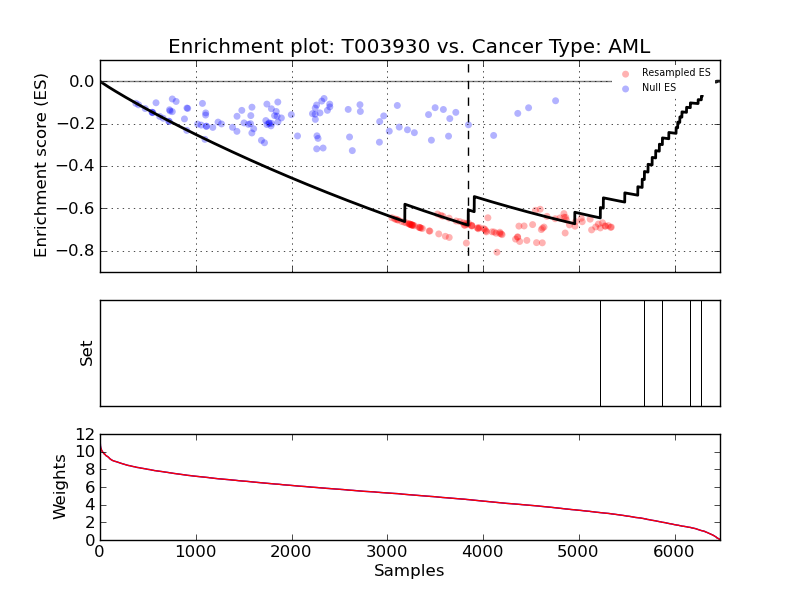 Enrichment plot: T003930 vs. Cancer Type: AML
Enrichment score (ES)
0.0
−0.2
−0.4
−0.6
−0.8
Resampled ES
Null ES
Set
Weights
12
10
8
6
4
2
0
0 1000 2000 3000 4000 5000 6000
Samples